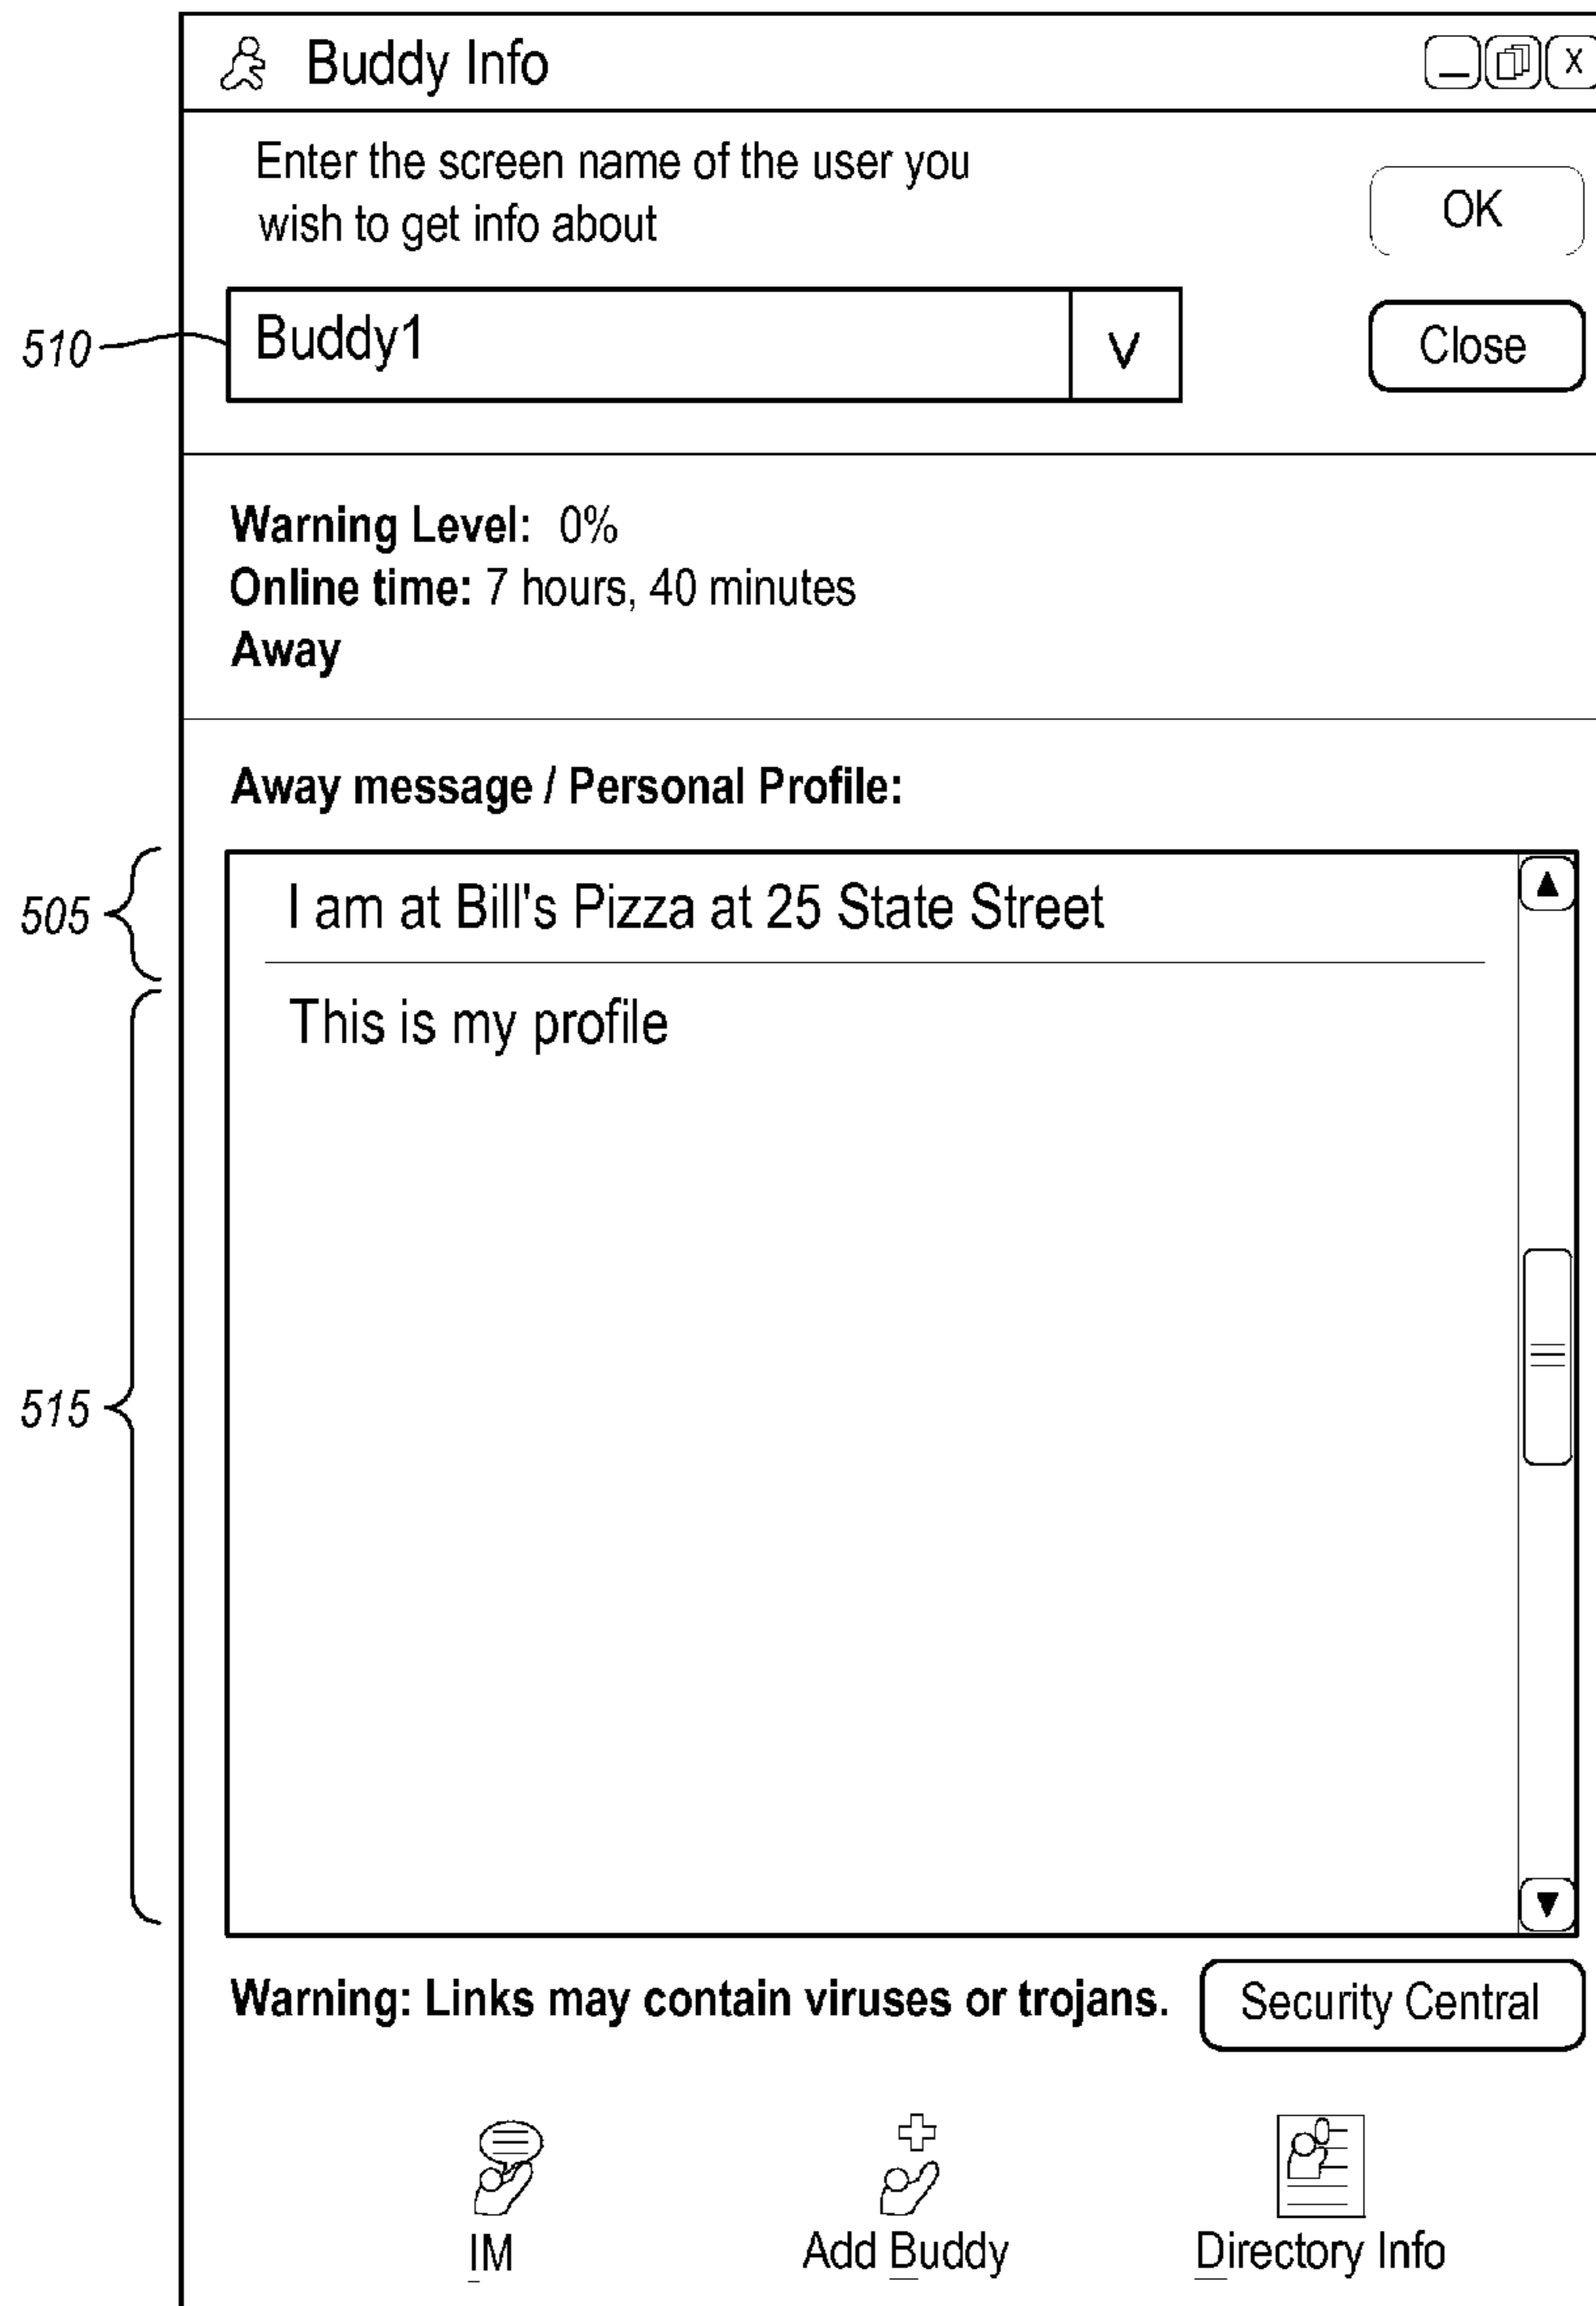 Buddy Info
X
Enter the screen name of the user you
wish to get info about
OK
510
Buddy1
V
Close
Warning Level: 0%
Online time: 7 hours, 40 minutes
Away
Away message / Personal Profile:
505
I am at Bill's Pizza at 25 State Street
This is my profile
515
Warning: Links may contain viruses or trojans.
Security Central
IM
Add Buddy
Directory Info